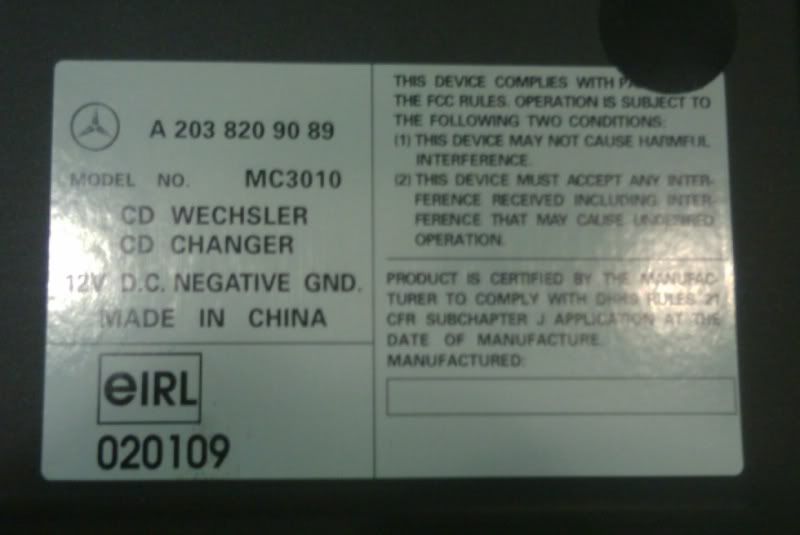 A 203 820 90 89
MODEL NO. MC3010
CD WECHSLER
CD CHANGER
12V D.C. NEGATIVE GND.
MADE IN CHINA
eIRL
020109
THIS DEVICE COMPLIES WITH
THE FCC RULES. OPERATION IS SUBJECT TO
THE FOLLOWING TWO CONDITIONS:
(1) THIS DEVICE MAY NOT CAUSE HARMFUL
INTERFERENCE.
(2) THIS DEVICE MUST ACCEPT ANY INTER-
FERENCE RECEIVED INCLUDING INTER-
FERENCE THAT MAY CAUSE UNDESIRED
OPERATION.
PRODUCT IS CERTIFIED BY THE MANUFAC-
TURER TO COMPLY WITH DHHS RULES 21
CFR SUBCHAPTER J APPLICATION AT THE
DATE OF MANUFACTURE.
MANUFACTURED: